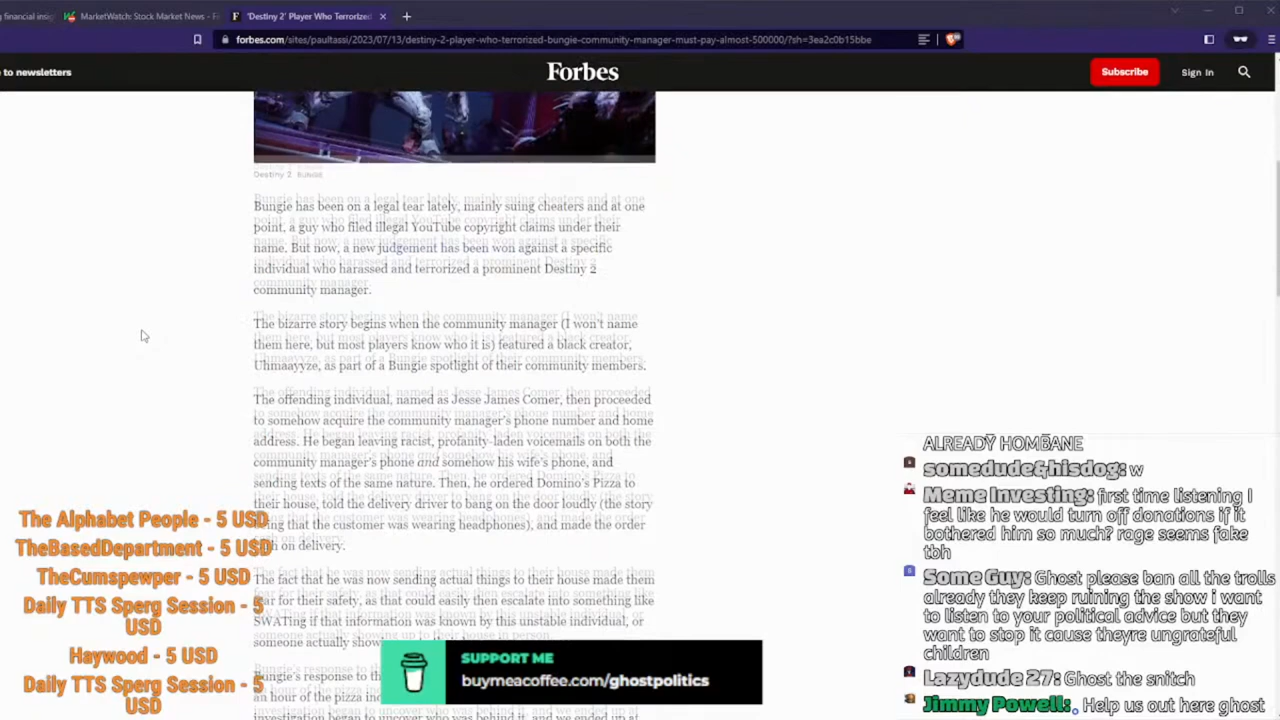 g financial insig
MarketWatch: Stock Market News - Fi
'Destiny 2' Player Who Terrorized
forbes.com/sites/paultassi/2023/07/13/destiny-2-player-who-terrorized-bungie-community-manager-must-pay-almost-500000/?sh=3ea2c0b15bbe
e to newsletters
Forbes
Subscribe
Sign In
Destiny 2 BUNGIE
Bungie has been on a legal tear lately, mainly suing cheaters and at one
point, a guy who filed illegal YouTube copyright claims under their
name. But now, a new judgement has been won against a specific
individual who harassed and terrorized a prominent Destiny 2
community manager.
The bizarre story begins when the community manager (I won't name
them here, but most players know who it is) featured a black creator,
Uhmaayyze, as part of a Bungie spotlight of their community members.
The offending individual, named as Jesse James Comer, then proceeded
to somehow acquire the community manager's phone number and home
address. He began leaving racist, profanity-laden voicemails on both the
community manager's phone and somehow his wife's phone, and
sending texts of the same nature. Then, he ordered Domino's Pizza to
their house, told the delivery driver to bang on the door loudly (the story
being that the customer was wearing headphones), and made the order
on delivery.
The fact that he was now sending actual things to their house made them
fear for their safety, as that could easily then escalate into something like
SWATing if that information was known by this unstable individual, or
someone actually show
Bungie's response to th
an hour of the pizza inc
investigation began to uncover who was behind it, and we ended up at
The Alphabet People - 5 USD
TheBasedDepartment - 5 USD
TheCumspewper - 5 USD
Daily TTS Sperg Session - 5
USD
Haywood - 5 USD
Daily TTS Sperg Session - 5
USD
SUPPORT ME
buymeacoffee.com/ghostpolitics
ALREADY HOMBANE
somedude&hisdog: w
Meme Investing: first time listening I
feel like he would turn off donations if it
bothered him so much? rage seems fake
tbh
Some Guy: Ghost please ban all the trolls
already they keep ruining the show i want
to listen to your political advice but they
want to stop it cause theyre ungrateful
children
Lazydude 27: Ghost the snitch
Jimmy Powell: Help us out here ghost